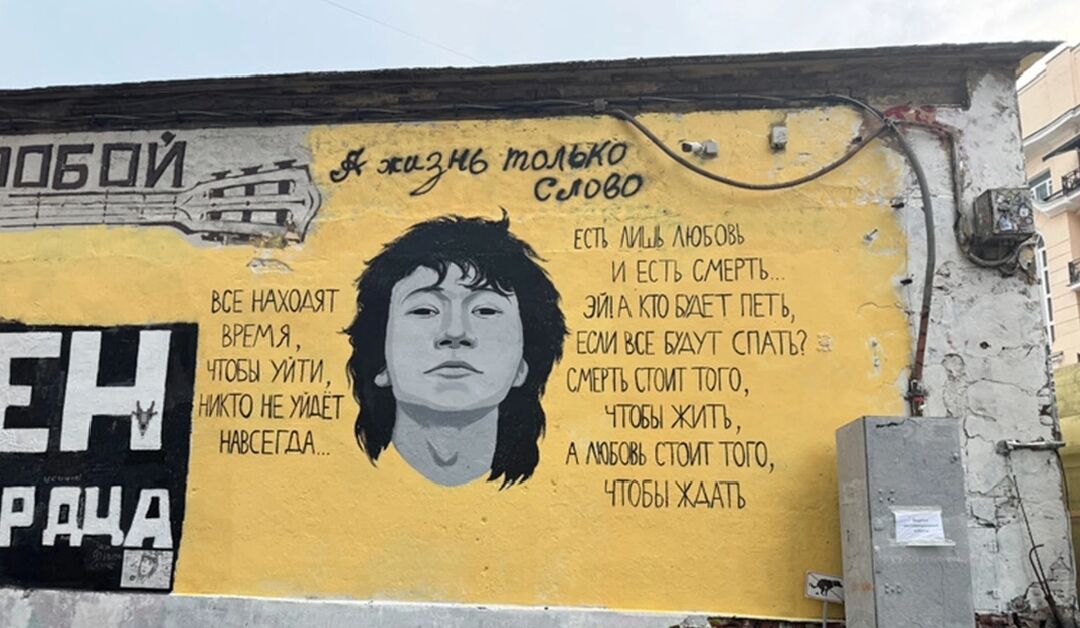 ПОБОЙ
А жизнь только
слово
ВСЕ НАХОДЯТ
ВРЕМЯ,
ЧТОБЫ УЙТИ,
НИКТО НЕ УЙДЁТ
НАВСЕГДА...
ЕСТЬ ЛИШЬ ЛЮБОВЬ
И ЕСТЬ СМЕРТЬ...
ЭЙ! А КТО БУДЕТ ПЕТЬ,
ЕСЛИ ВСЕ БУДУТ СПАТЬ?
СМЕРТЬ СТОИТ ТОГО,
ЧТОБЫ ЖИТЬ,
А ЛЮБОВЬ СТОИТ ТОГО,
ЧТОБЫ ЖДАТЬ
ЕН
РДЦА